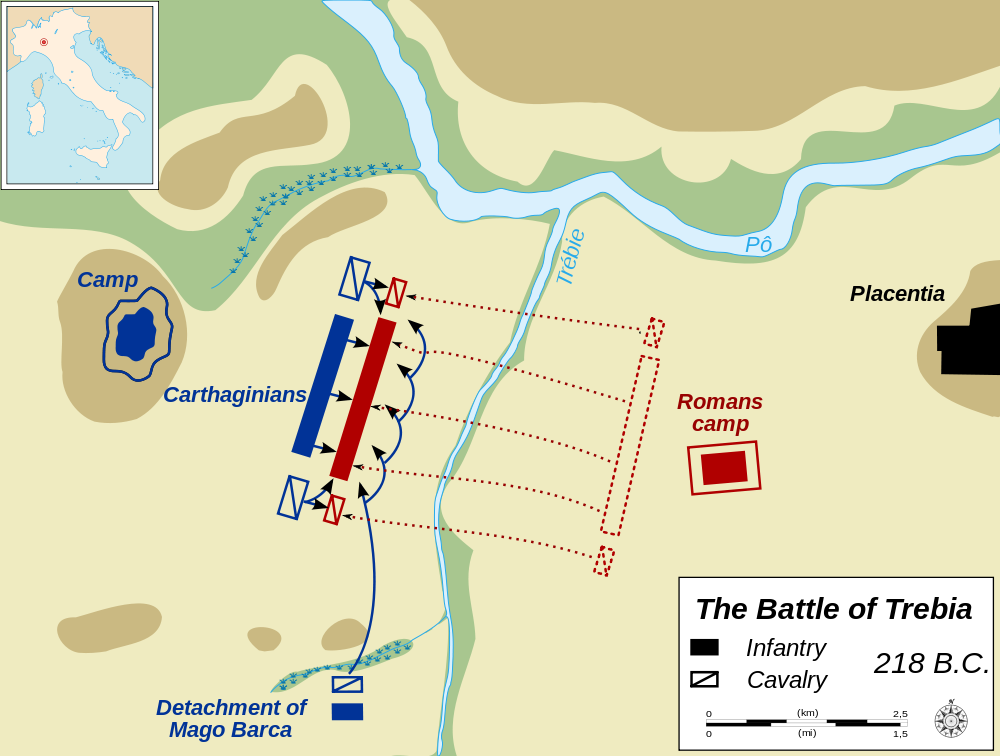 Camp
Trébie
Pô
Placentia
Carthaginians
Romans
camp
Detachment of
Mago Barca
The Battle of Trebia
Infantry
Cavalry
218 B.C.
0 (km) 2,5
0 (mi) 1,5
N